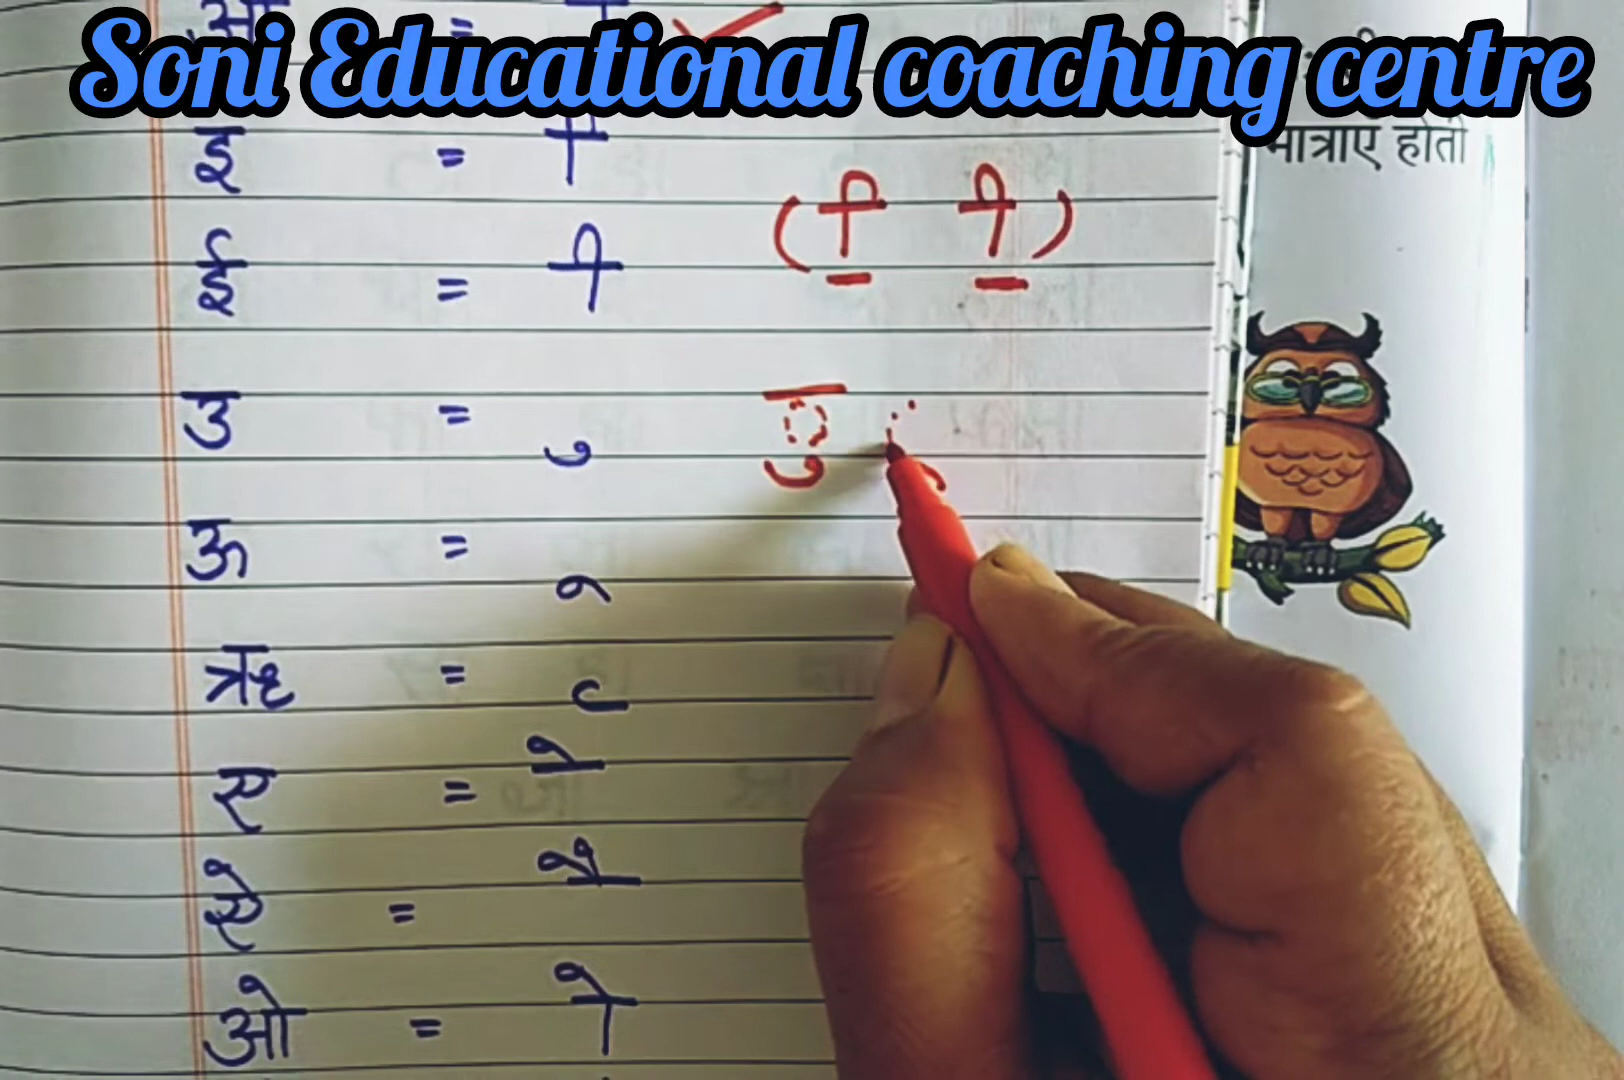 Soni Educational coaching centre
मात्राएं होती
इ = ि
ई = ी
(ि ी)
उ = ु
ऊ = ू
ऋ = ृ
ए = े
ऐ = ै
ओ = ो